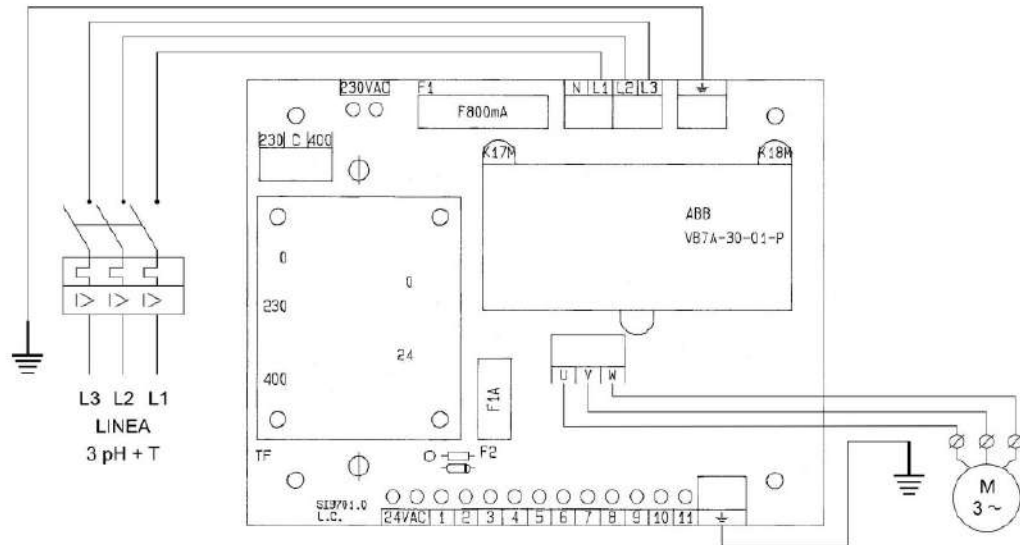 230VAC F1
F800mA
N L1 L2 L3
230 C 400
K17M K18M
ABB
VB7A-30-01-P
0
0
230
24
400
U V W
F1A
L3 L2 L1
LINEA
3 pH + T
TF
F2
SI9701.0
L.C.
24VAC 1 2 3 4 5 6 7 8 9 10 11
M
3 ~
I> I> I>